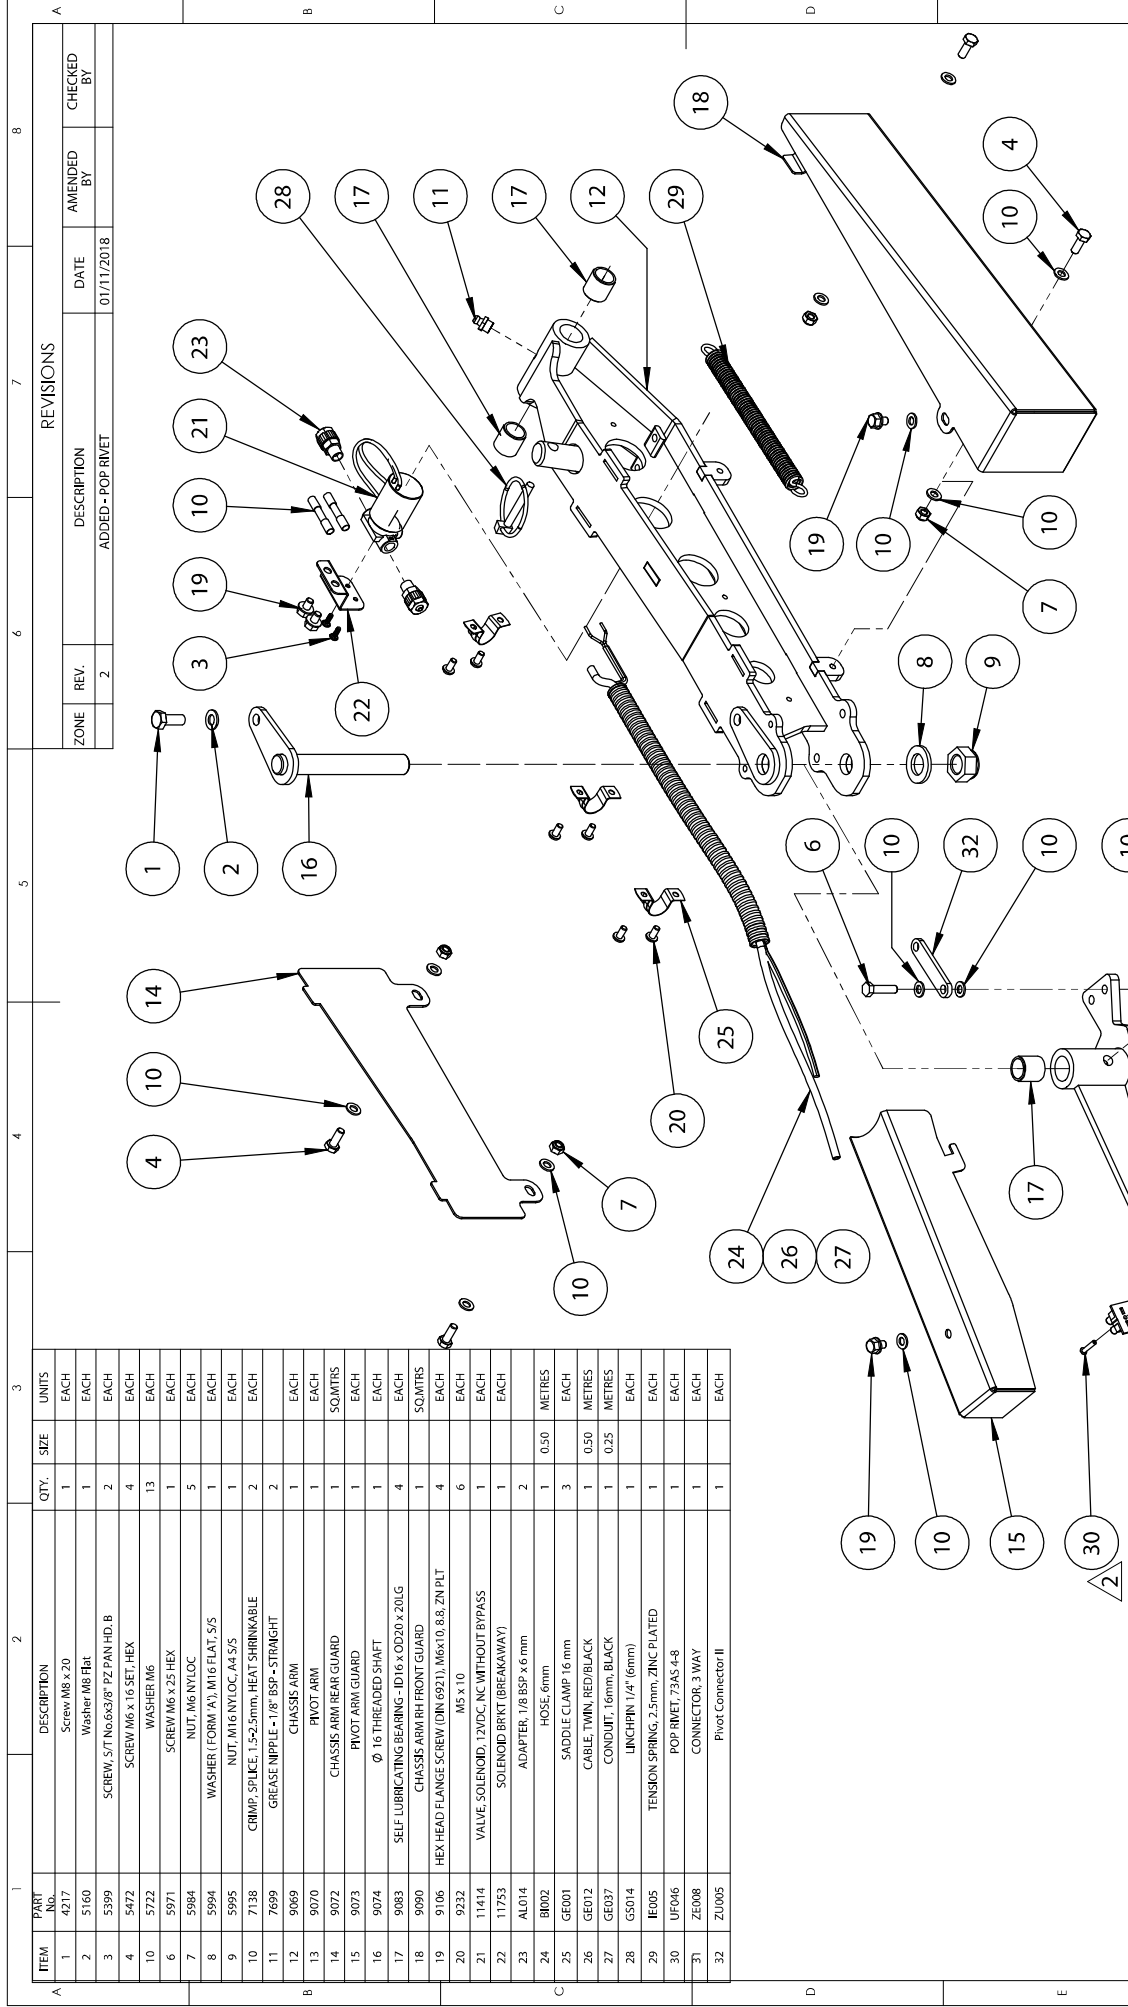 1 2 3 4 5 6 7 8
A
B
C
D
E
A
B
C
D
REVISIONS
ZONE REV. DESCRIPTION DATE AMENDED BY CHECKED BY
2 ADDED - POP RIVET 01/11/2018
ITEM PART No. DESCRIPTION QTY. SIZE UNITS
1 4217 Screw M8 x 20 1 EACH
2 5160 Washer M8 Flat 1 EACH
3 5399 SCREW, S/T No.6x3/8" PZ PAN HD. B 2 EACH
4 5472 SCREW M6 x 16 SET, HEX 4 EACH
10 5722 WASHER M6 13 EACH
6 5971 SCREW M6 x 25 HEX 1 EACH
7 5984 NUT, M6 NYLOC 5 EACH
8 5994 WASHER ( FORM 'A'), M16 FLAT, S/S 1 EACH
9 5995 NUT, M16 NYLOC, A4 S/S 1 EACH
10 7138 CRIMP, SPLICE, 1.5-2.5mm, HEAT SHRINKABLE 2 EACH
11 7699 GREASE NIPPLE - 1/8" BSP - STRAIGHT 2
12 9069 CHASSIS ARM 1 EACH
13 9070 PIVOT ARM 1 EACH
14 9072 CHASSIS ARM REAR GUARD 1 SQ.MTRS
15 9073 PIVOT ARM GUARD 1 EACH
16 9074 Ø 16 THREADED SHAFT 1 EACH
17 9083 SELF LUBRICATING BEARING - ID16 x OD20 x 20LG 4 EACH
18 9090 CHASSIS ARM RH FRONT GUARD 1 SQ.MTRS
19 9106 HEX HEAD FLANGE SCREW (DIN 6921), M6x10, 8.8, ZN PLT 4 EACH
20 9232 M5 x 10 6 EACH
21 11414 VALVE, SOLENOID, 12VDC, NC WITHOUT BYPASS 1 EACH
22 11753 SOLENOID BR'KT (BREAKAWAY) 1 EACH
23 AL014 ADAPTER, 1/8 BSP x 6 mm 2
24 BI002 HOSE, 6mm 1 0.50 METRES
25 GE001 SADDLE CLAMP 16 mm 3 EACH
26 GE012 CABLE, TWIN, RED/BLACK 1 0.50 METRES
27 GE037 CONDUIT, 16mm, BLACK 1 0.25 METRES
28 GS014 LINCHPIN 1/4" (6mm) 1 EACH
29 IE005 TENSION SPRING, 2.5mm, ZINC PLATED 1 EACH
30 UF046 POP RIVET, 73AS 4-8 1 EACH
31 ZE008 CONNECTOR, 3 WAY 1 EACH
32 ZU005 Pivot Connector II 1 EACH
28
17
11
17
12
29
18
4
10
23
21
10
19
3
22
19
10
10
7
8
9
1
2
16
6
10
32
10
10
14
10
4
25
20
7
10
24
26
27
17
19
10
15
30
2